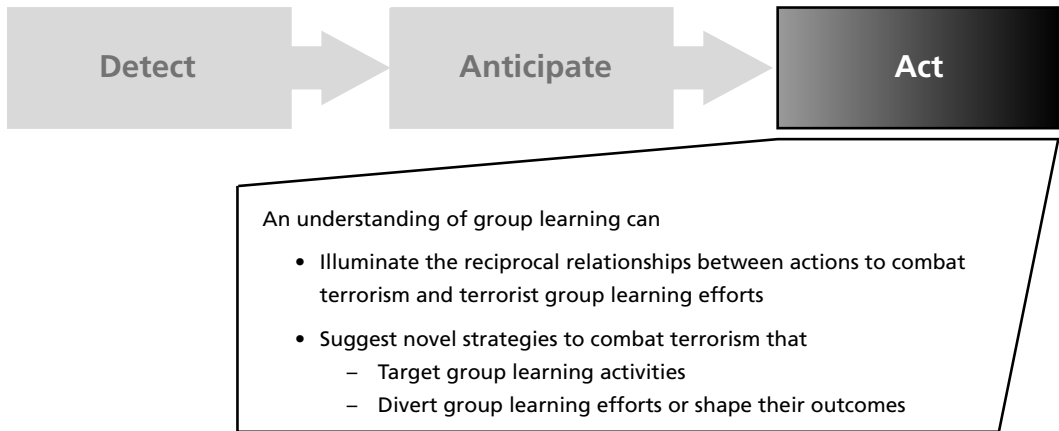 Detect
Anticipate
Act
An understanding of group learning can
• Illuminate the reciprocal relationships between actions to combat
terrorism and terrorist group learning efforts
• Suggest novel strategies to combat terrorism that
– Target group learning activities
– Divert group learning efforts or shape their outcomes